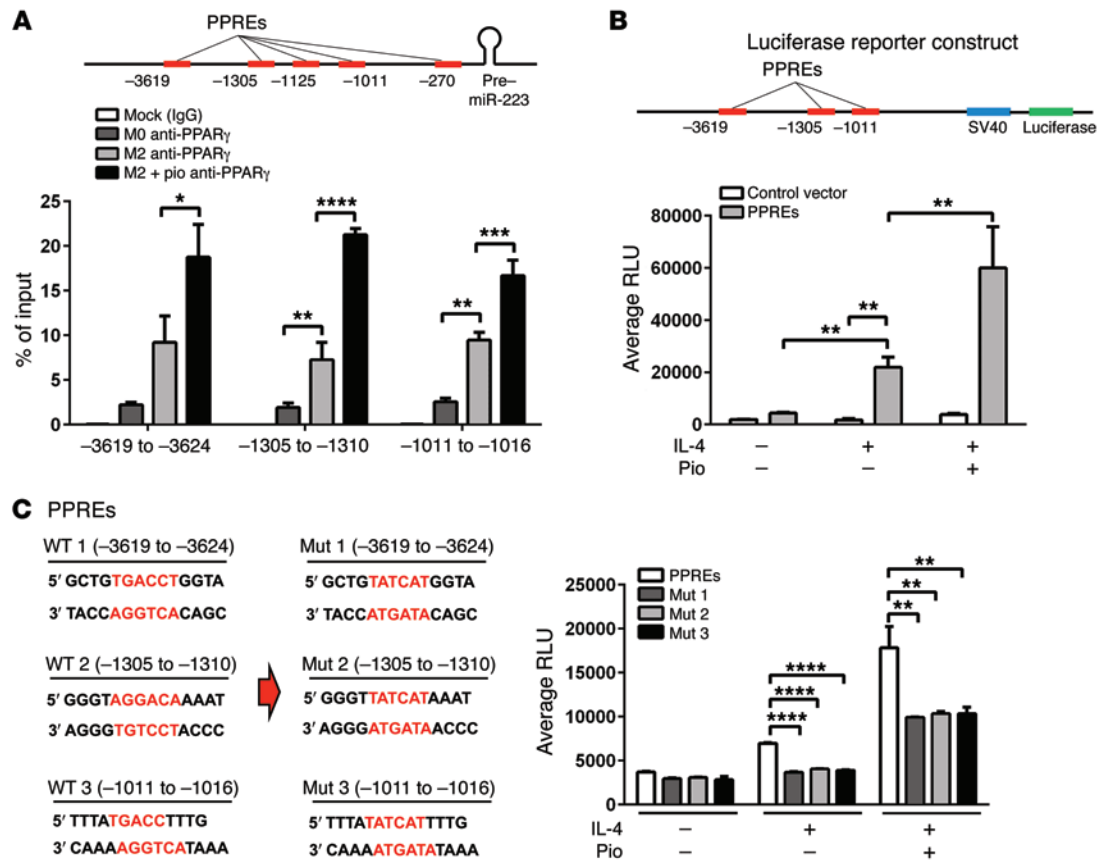 A
PPREs
−3619 −1305 −1125 −1011 −270 Pre–
miR-223
Mock (IgG)
M0 anti-PPARγ
M2 anti-PPARγ
M2 + pio anti-PPARγ
% of input
25
20
15
10
5
0
* **** ***
** **
−3619 to −3624 −1305 to −1310 −1011 to −1016
B
Luciferase reporter construct
PPREs
−3619 −1305 −1011 SV40 Luciferase
Control vector
PPREs
Average RLU
80000
60000
40000
20000
0
**
**
**
IL-4 − + +
Pio − − +
C PPREs
WT 1 (−3619 to −3624) Mut 1 (−3619 to −3624)
5′ GCTGTGACCTGGTA 5′ GCTGTATCATGGTA
3′ TACCAGGTCACAGC 3′ TACCATGATACAGC
WT 2 (−1305 to −1310) Mut 2 (−1305 to −1310)
5′ GGGTAGGACAAAAT 5′ GGGTTATCATAAAT
3′ AGGGTGTCCTACCC 3′ AGGGATGATAACCC
WT 3 (−1011 to −1016) Mut 3 (−1011 to −1016)
5′ TTTATGACCTTTG 5′ TTTATATCATTTTG
3′ CAAAAGGTCATAAA 3′ CAAAATGATATAAA
PPREs
Mut 1
Mut 2
Mut 3
Average RLU
25000
20000
15000
10000
5000
0
****
****
****
**
**
**
IL-4 − + +
Pio − − +